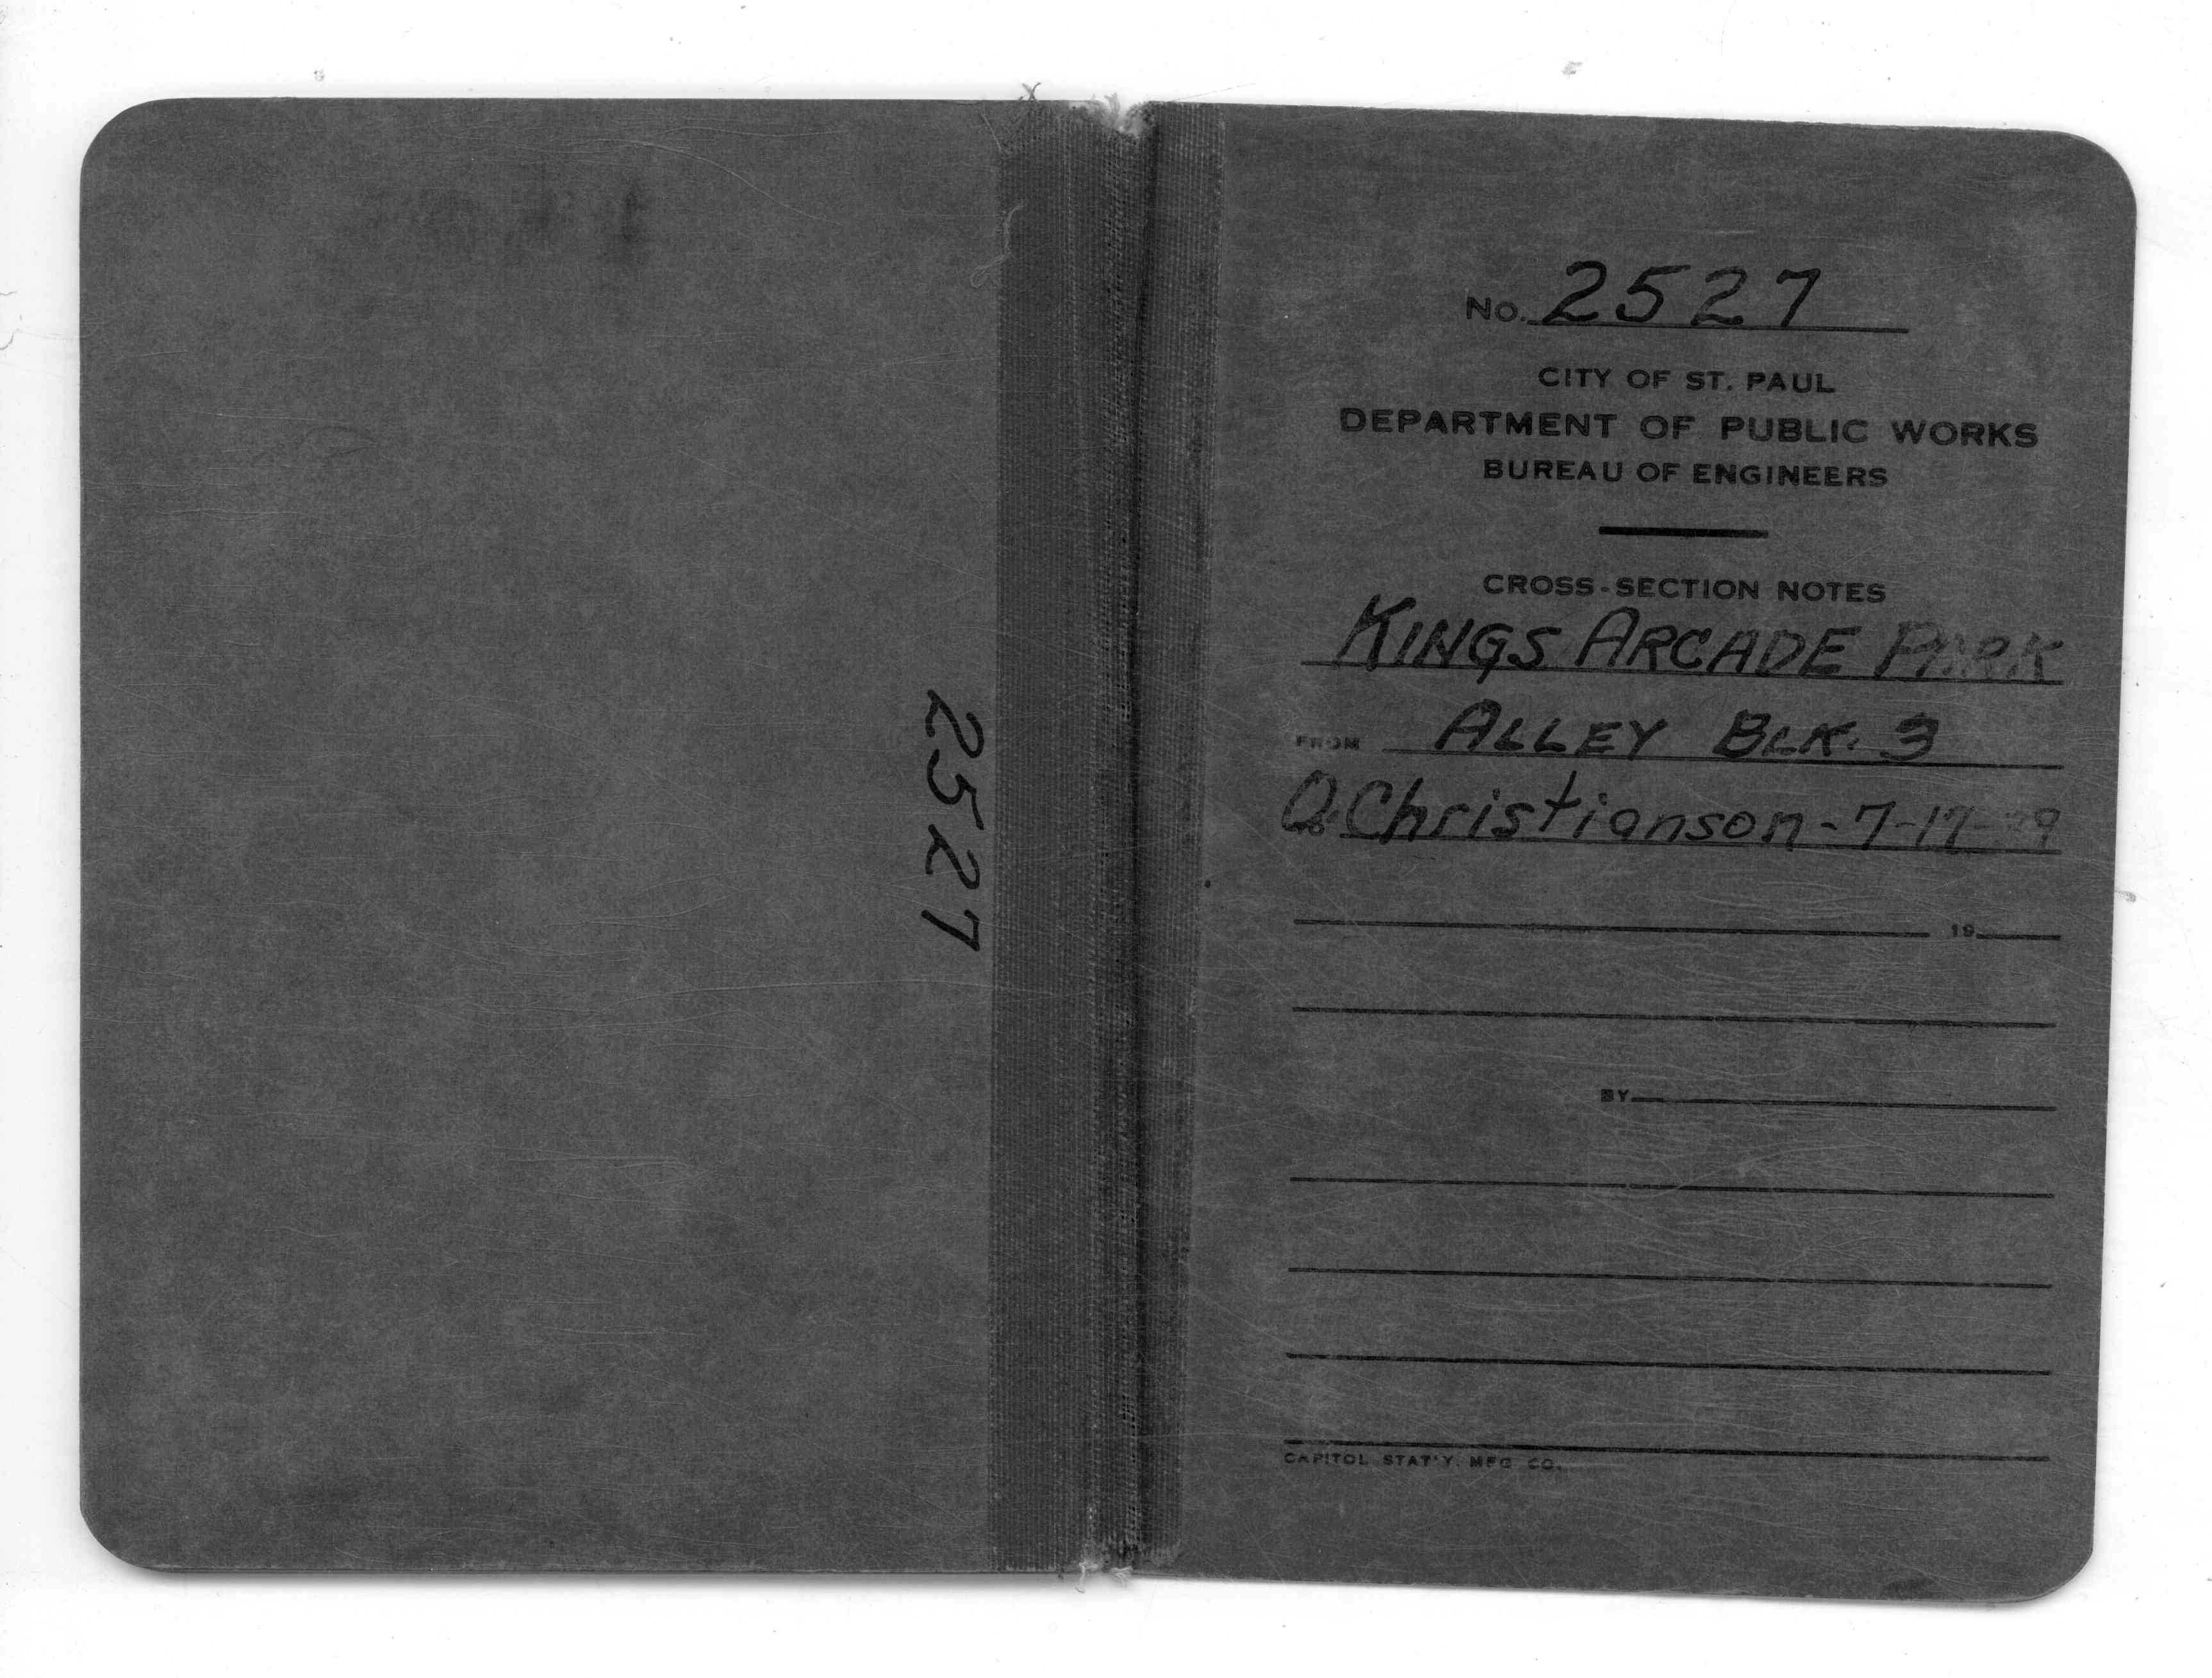 2527
No. 2527
CITY OF ST. PAUL
DEPARTMENT OF PUBLIC WORKS
BUREAU OF ENGINEERS
CROSS-SECTION NOTES
KINGS ARCADE PARK
FROM ALLEY BLK. 3
O. Christianson - 7-17-
19
BY
CAPITOL STAT'Y. MFG CO.